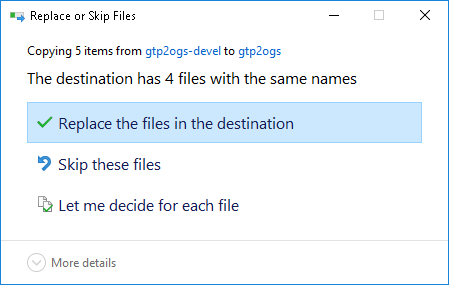 Replace or Skip Files
Copying 5 items from gtp2ogs-devel to gtp2ogs
The destination has 4 files with the same names
Replace the files in the destination
Skip these files
Let me decide for each file
More details